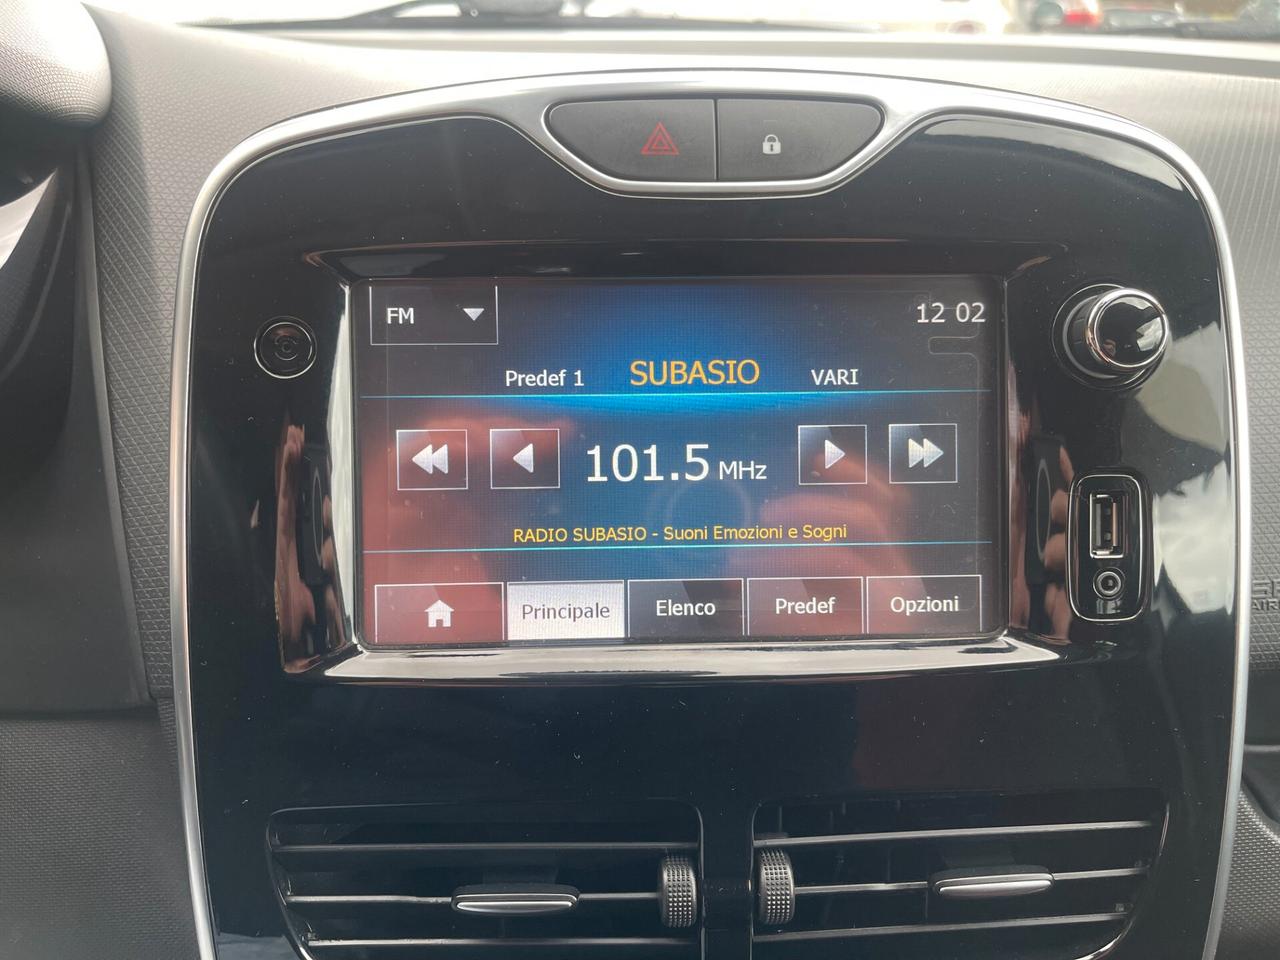 FM
12 02
Predef 1 SUBASIO VARI
101.5 MHz
RADIO SUBASIO - Suoni Emozioni e Sogni
Principale Elenco Predef Opzioni